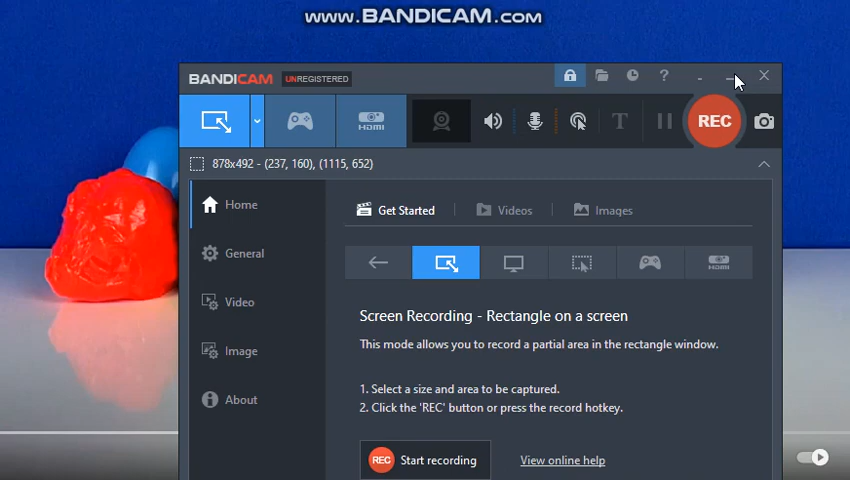 www.BANDICAM.com
BANDICAM UNREGISTERED ?
HDMI T REC
878x492 - (237, 160), (1115, 652)
Home
General
Video
Image
About
Get Started Videos Images
HDMI
Screen Recording - Rectangle on a screen
This mode allows you to record a partial area in the rectangle window.
1. Select a size and area to be captured.
2. Click the 'REC' button or press the record hotkey.
REC Start recording View online help